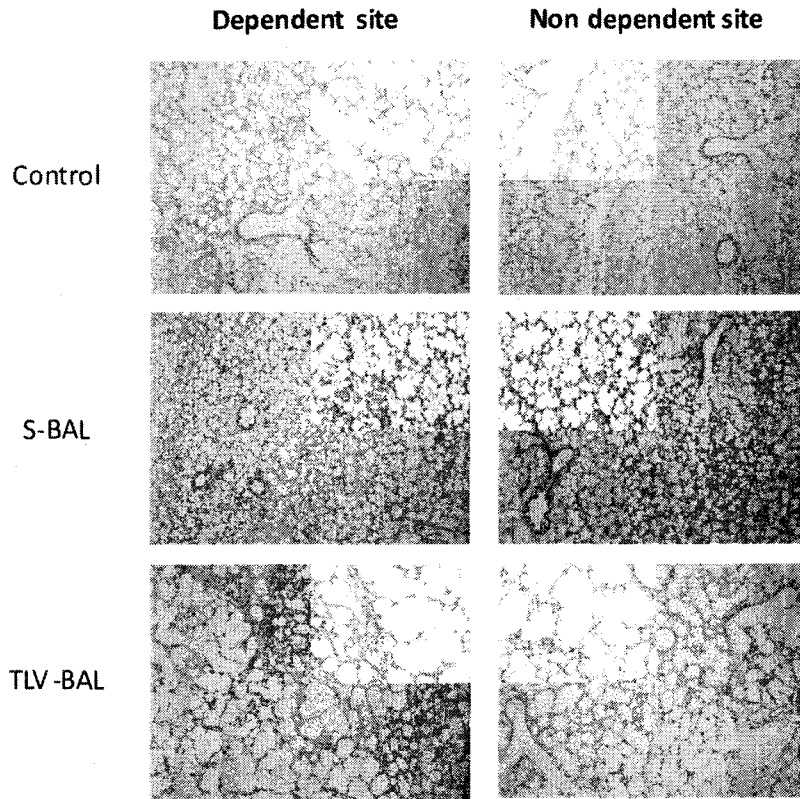 Dependent site
Non dependent site
Control
S-BAL
TLV-BAL